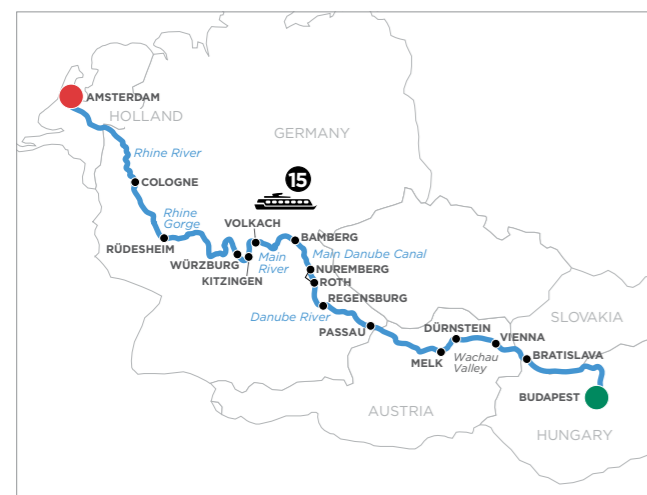 AMSTERDAM
HOLLAND
GERMANY
Rhine River
15
COLOGNE
Rhine
Gorge
VOLKACH
BAMBERG
RÜDESHEIM
Main Danube Canal
WÜRZBURG
Main
River
NUREMBERG
KITZINGEN
ROTH
REGENSBURG
Danube River
PASSAU
SLOVAKIA
DÜRNSTEIN
VIENNA
BRATISLAVA
MELK
Wachau
Valley
BUDAPEST
AUSTRIA
HUNGARY